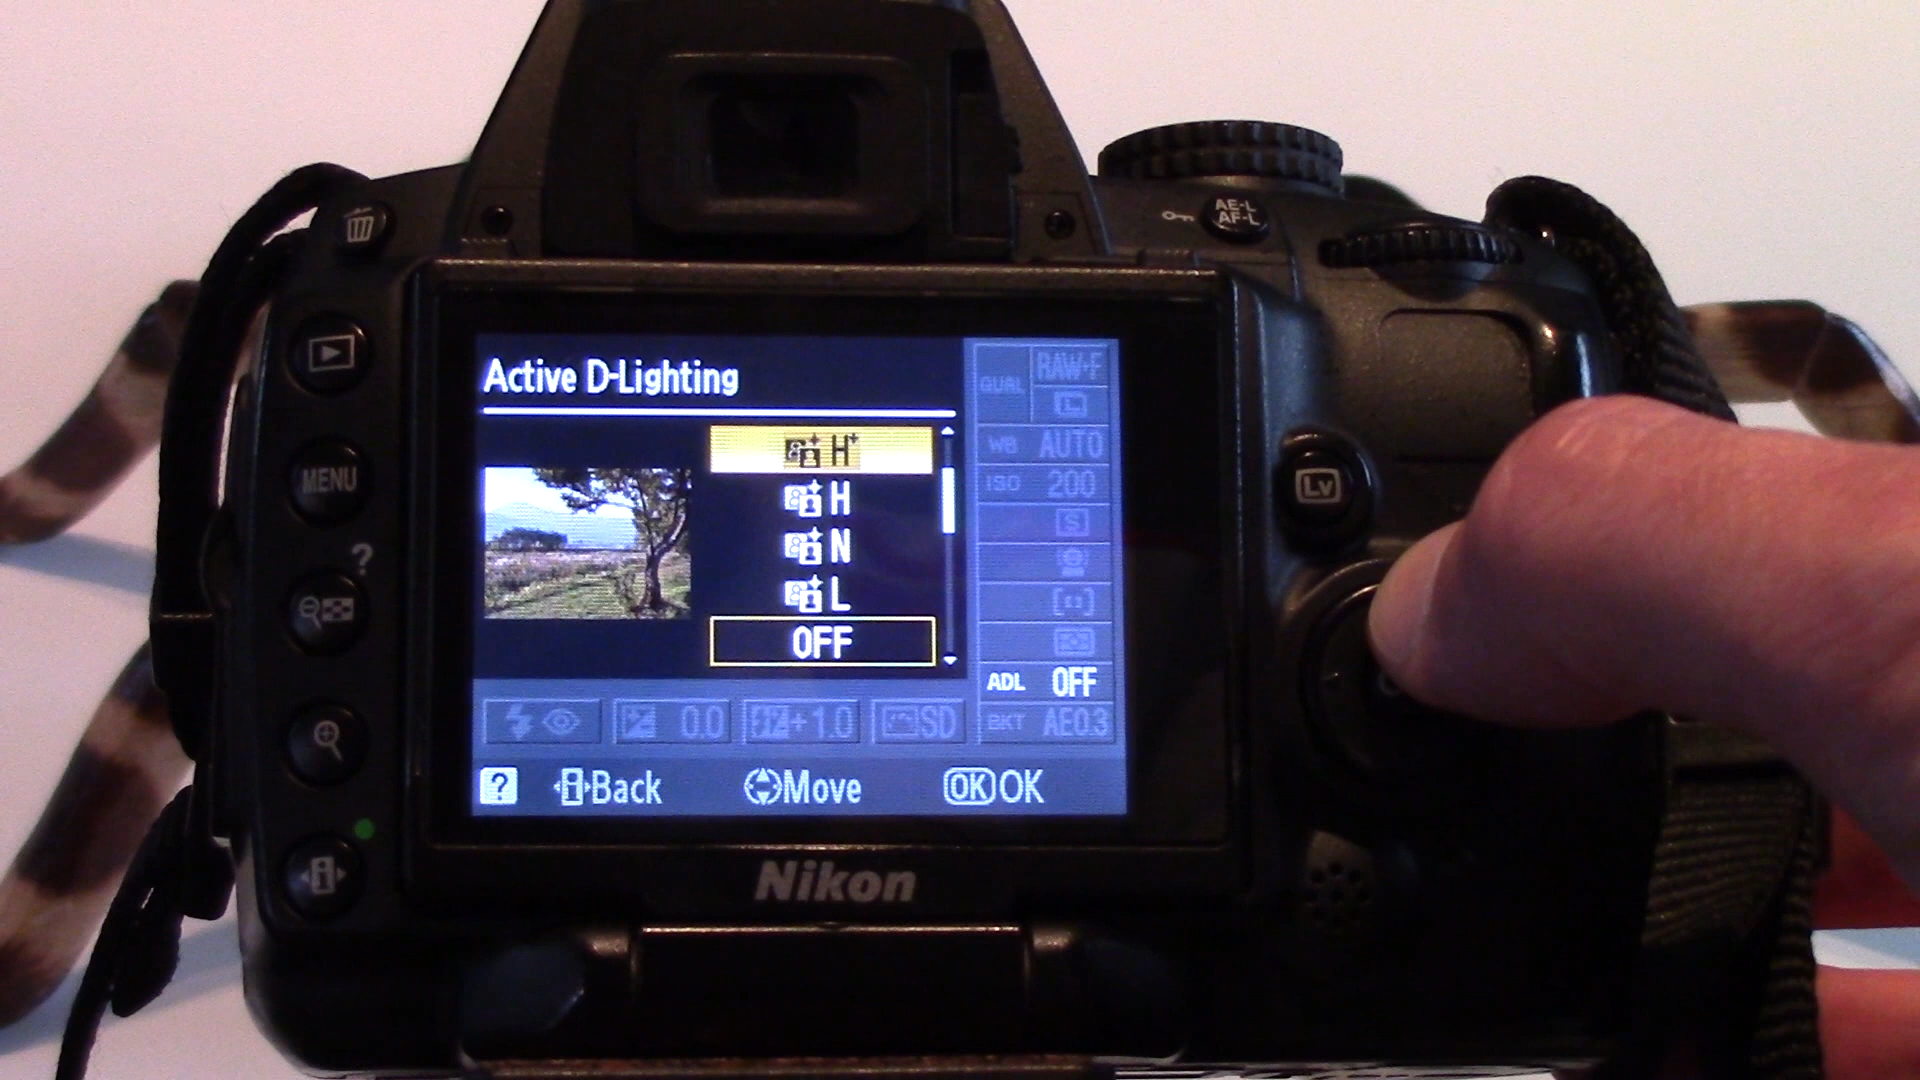 AE-L
AF-L
MENU
?
Lv
Active D-Lighting
H+
H
N
L
OFF
QUAL RAW+F
L
WB AUTO
ISO 200
S
ADL OFF
BKT AE0.3
0.0
+1.0
SD
? i Back
Move
OK OK
i
Nikon